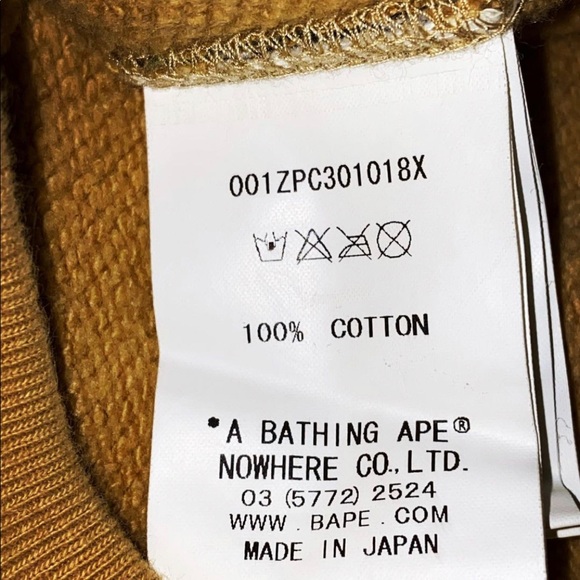 001ZPC301018X
100% COTTON
*A BATHING APE®
NOWHERE CO., LTD.
03 (5772) 2524
WWW . BAPE . COM
MADE IN JAPAN